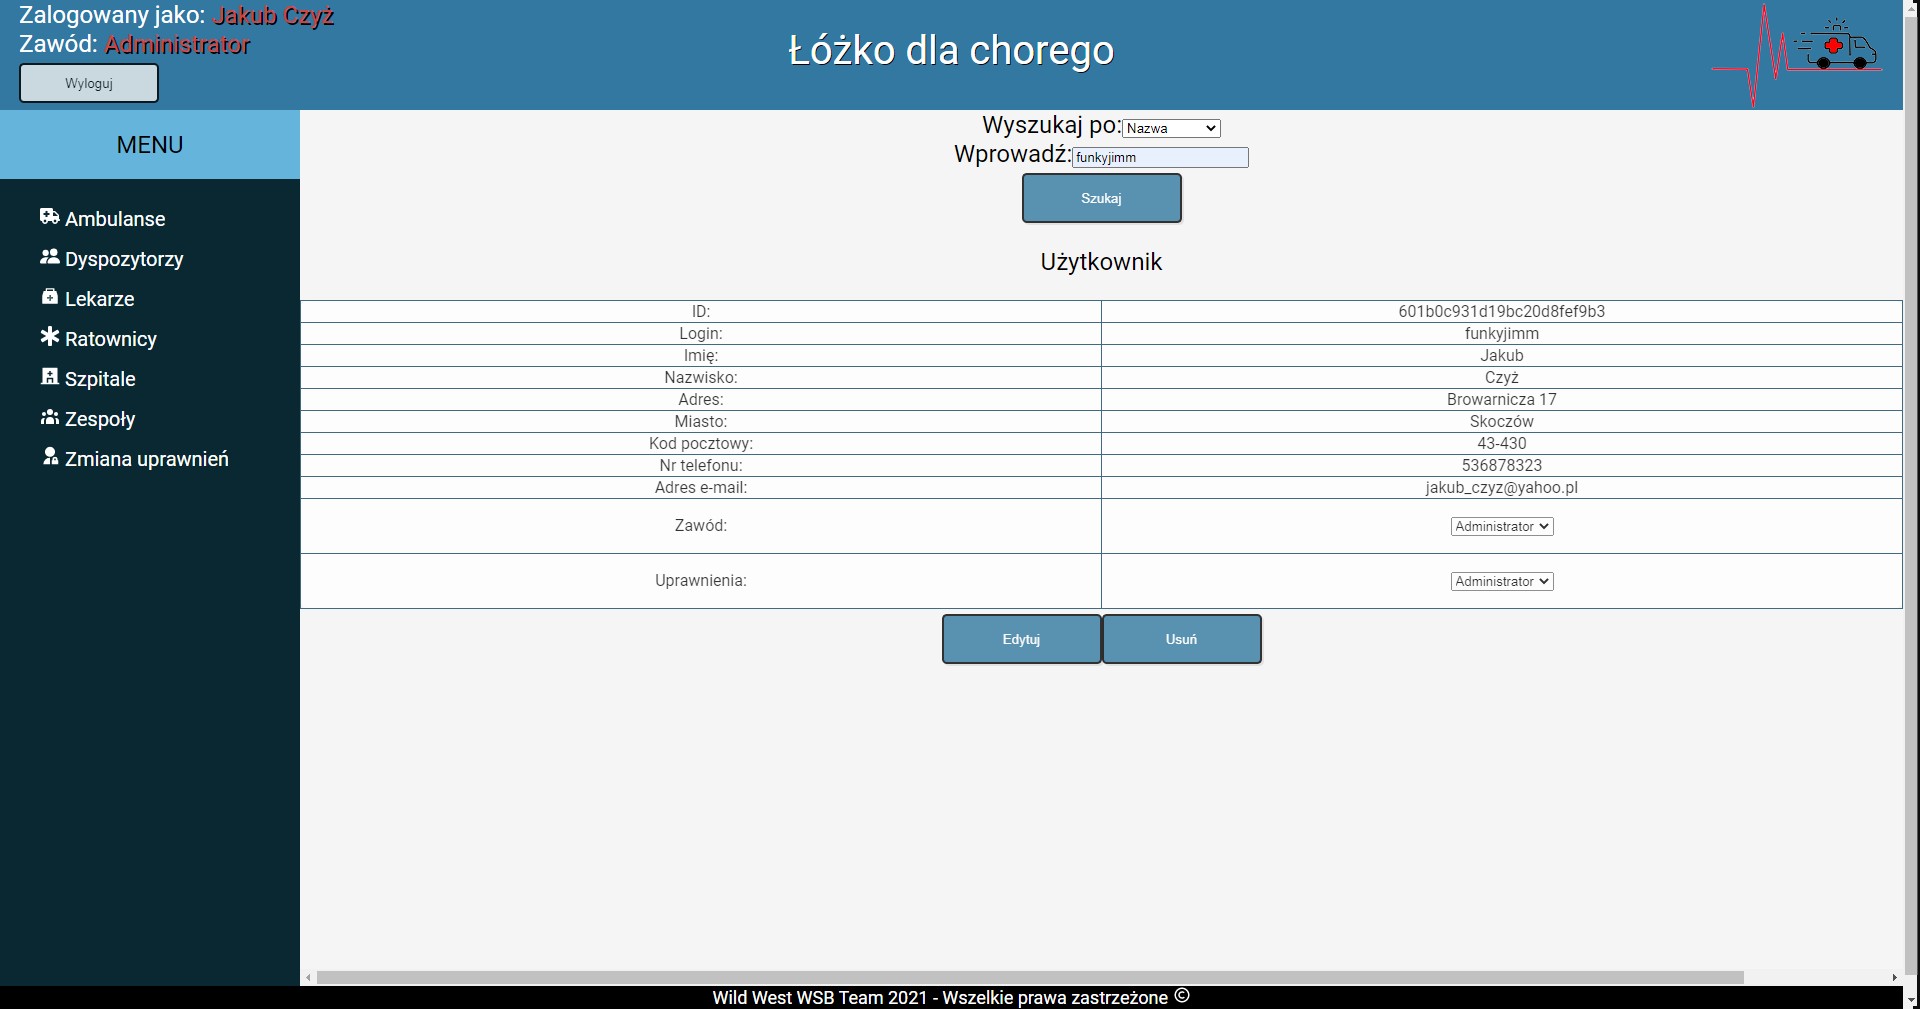 Zalogowany jako: Jakub Czyż
Zawód: Administrator
Wyloguj
Łóżko dla chorego
MENU
Ambulanse
Dyspozytorzy
Lekarze
Ratownicy
Szpitale
Zespoły
Zmiana uprawnień
Wyszukaj po: Nazwa
Wprowadź: funkyjimm
Szukaj
Użytkownik
ID: 601b0c931d19bc20d8fef9b3
Login: funkyjimm
Imię: Jakub
Nazwisko: Czyż
Adres: Browarnicza 17
Miasto: Skoczów
Kod pocztowy: 43-430
Nr telefonu: 536878323
Adres e-mail: jakub_czyz@yahoo.pl
Zawód: Administrator
Uprawnienia: Administrator
Edytuj Usuń
Wild West WSB Team 2021 - Wszelkie prawa zastrzeżone ©